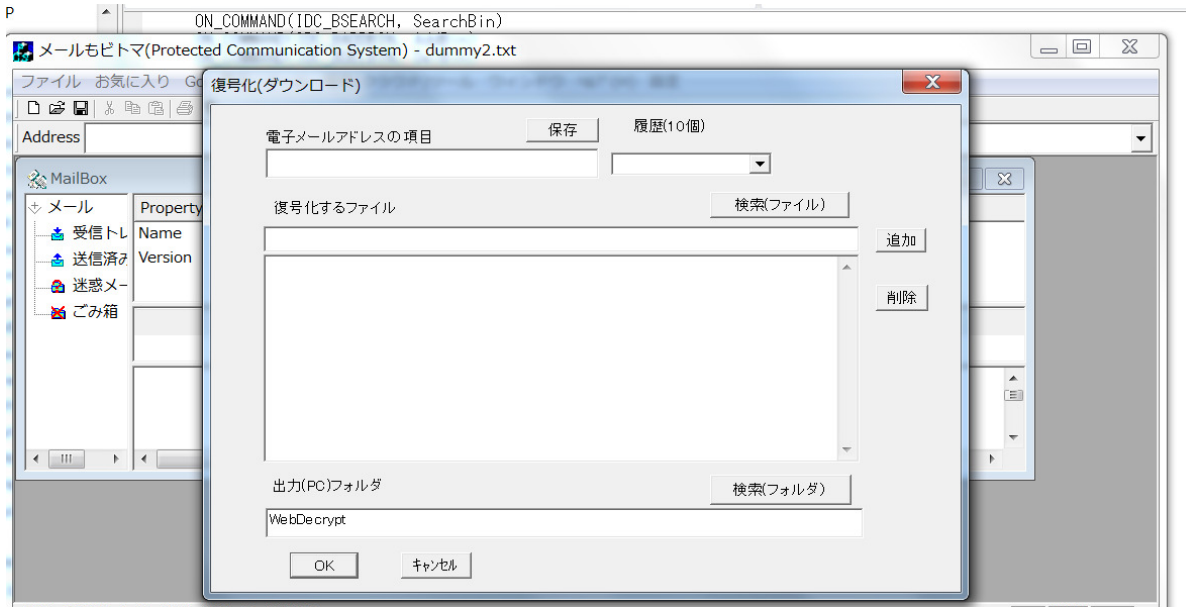 P
ON_COMMAND(IDC_BSEARCH, SearchBin)
メールもビトマ(Protected Communication System) - dummy2.txt
ファイル お気に入り
復号化(ダウンロード)
Address
電子メールアドレスの項目
保存
履歴(10個)
MailBox
メール
Property
復号化するファイル
検索(ファイル)
受信トレ
Name
追加
送信済み
Version
迷惑メー
削除
ごみ箱
出力(PC)フォルダ
検索(フォルダ)
WebDecrypt
OK
キャンセル